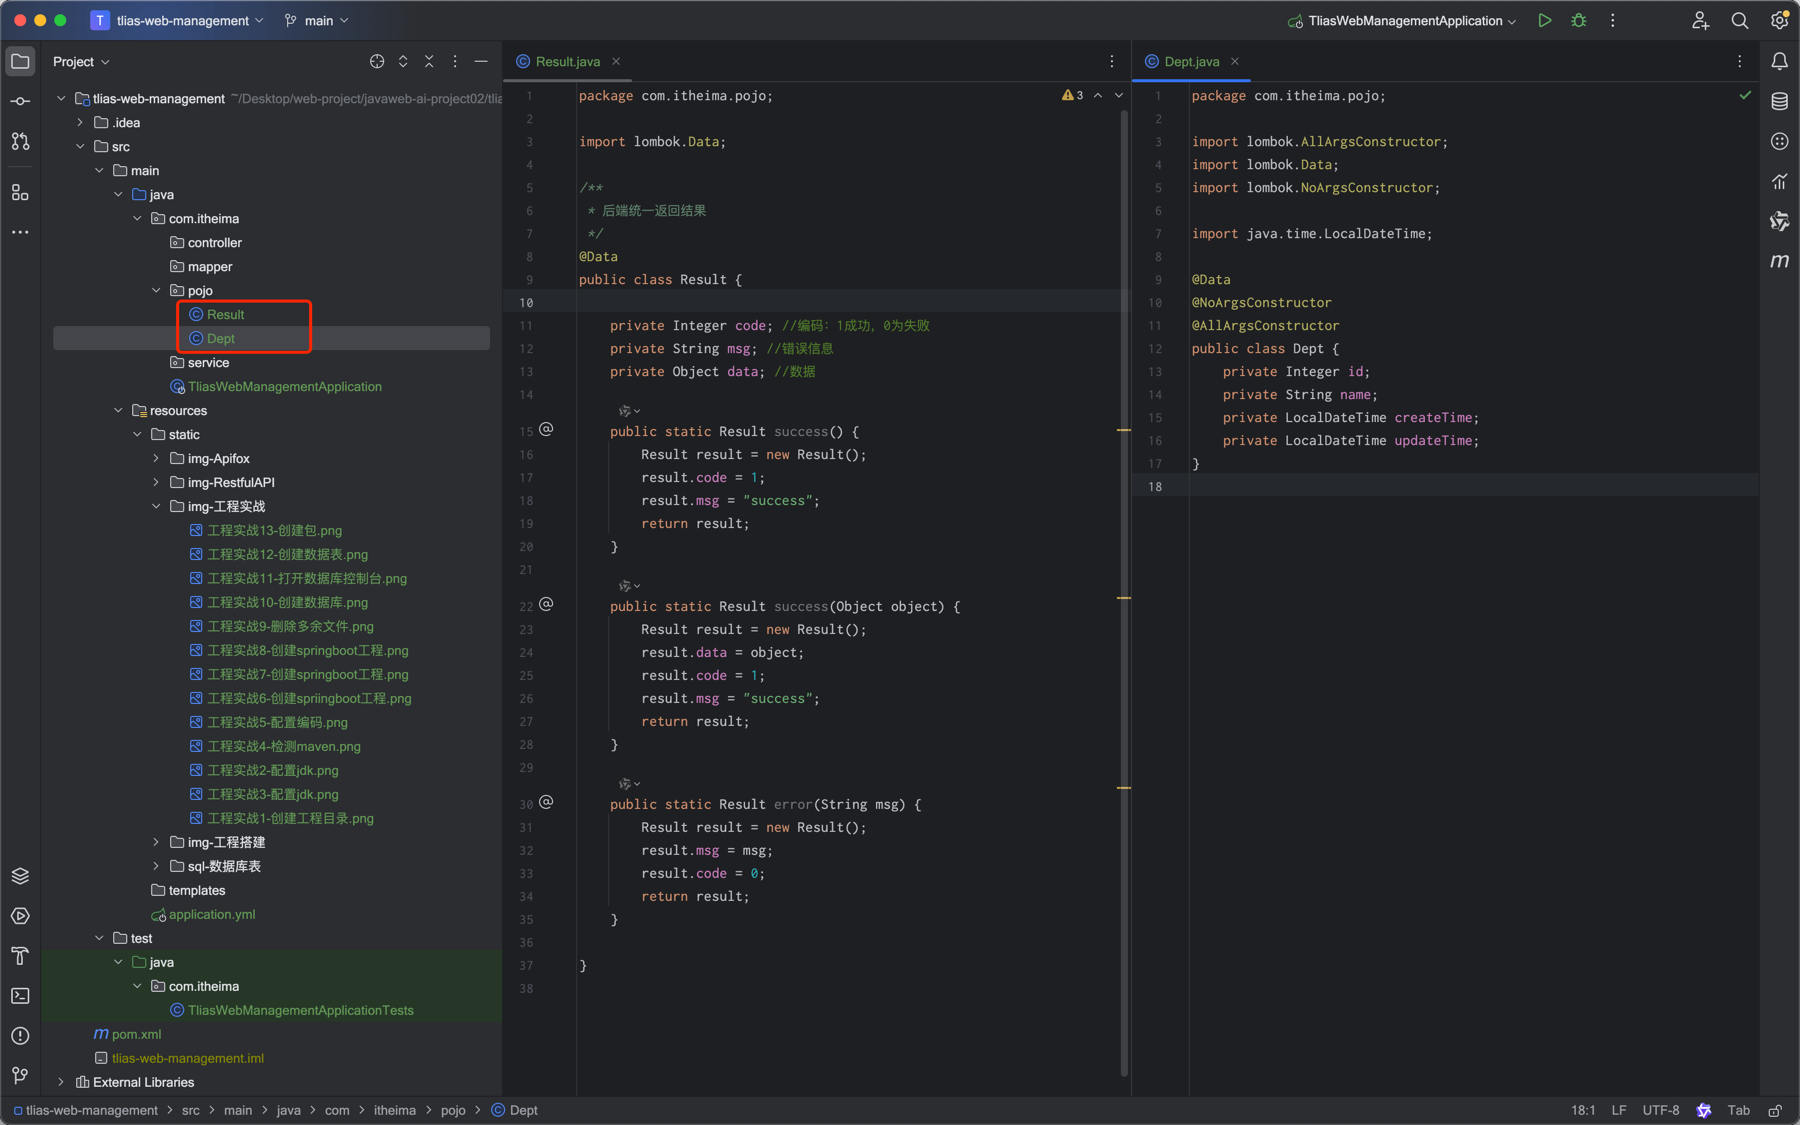 T tlias-web-management main TliasWebManagementApplication
Project
tlias-web-management ~/Desktop/web-project/javaweb-ai-project02/tlia
.idea
src
main
java
com.itheima
controller
mapper
pojo
Result
Dept
service
TliasWebManagementApplication
resources
static
img-Apifox
img-RestfulAPI
img-工程实战
工程实战13-创建包.png
工程实战12-创建数据表.png
工程实战11-打开数据库控制台.png
工程实战10-创建数据库.png
工程实战9-删除多余文件.png
工程实战8-创建springboot工程.png
工程实战7-创建springboot工程.png
工程实战6-创建spriingboot工程.png
工程实战5-配置编码.png
工程实战4-检测maven.png
工程实战2-配置jdk.png
工程实战3-配置jdk.png
工程实战1-创建工程目录.png
img-工程搭建
sql-数据库表
templates
application.yml
test
java
com.itheima
TliasWebManagementApplicationTests
m pom.xml
tlias-web-management.iml
External Libraries
Result.java
3
1 package com.itheima.pojo;
2
3 import lombok.Data;
4
5 /**
6 * 后端统一返回结果
7 */
8 @Data
9 public class Result {
10
11 private Integer code; //编码：1成功，0为失败
12 private String msg; //错误信息
13 private Object data; //数据
14
15 @ public static Result success() {
16 Result result = new Result();
17 result.code = 1;
18 result.msg = "success";
19 return result;
20 }
21
22 @ public static Result success(Object object) {
23 Result result = new Result();
24 result.data = object;
25 result.code = 1;
26 result.msg = "success";
27 return result;
28 }
29
30 @ public static Result error(String msg) {
31 Result result = new Result();
32 result.msg = msg;
33 result.code = 0;
34 return result;
35 }
36
37 }
38
Dept.java
1 package com.itheima.pojo;
2
3 import lombok.AllArgsConstructor;
4 import lombok.Data;
5 import lombok.NoArgsConstructor;
6
7 import java.time.LocalDateTime;
8
9 @Data
10 @NoArgsConstructor
11 @AllArgsConstructor
12 public class Dept {
13 private Integer id;
14 private String name;
15 private LocalDateTime createTime;
16 private LocalDateTime updateTime;
17 }
18
m
tlias-web-management > src > main > java > com > itheima > pojo > Dept 18:1 LF UTF-8 Tab